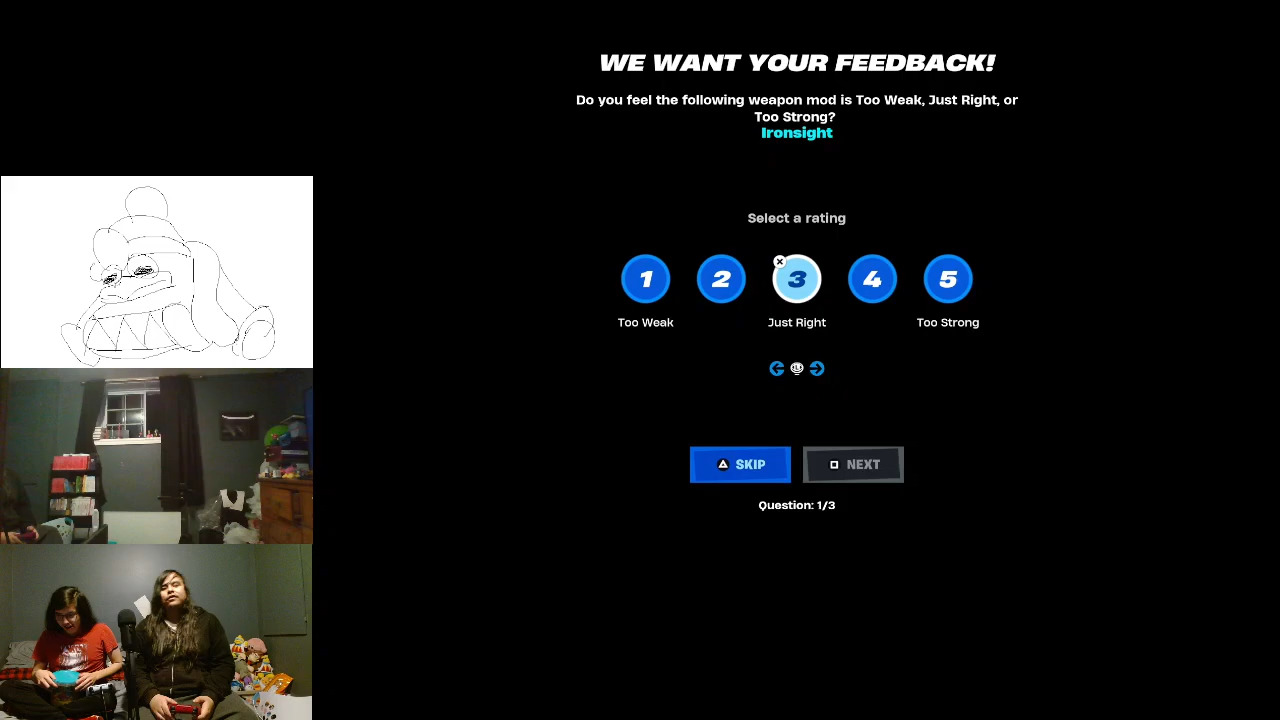 WE WANT YOUR FEEDBACK!
Do you feel the following weapon mod is Too Weak, Just Right, or
Too Strong?
Ironsight
Select a rating
1 2 3 4 5
Too Weak Just Right Too Strong
SKIP NEXT
Question: 1/3